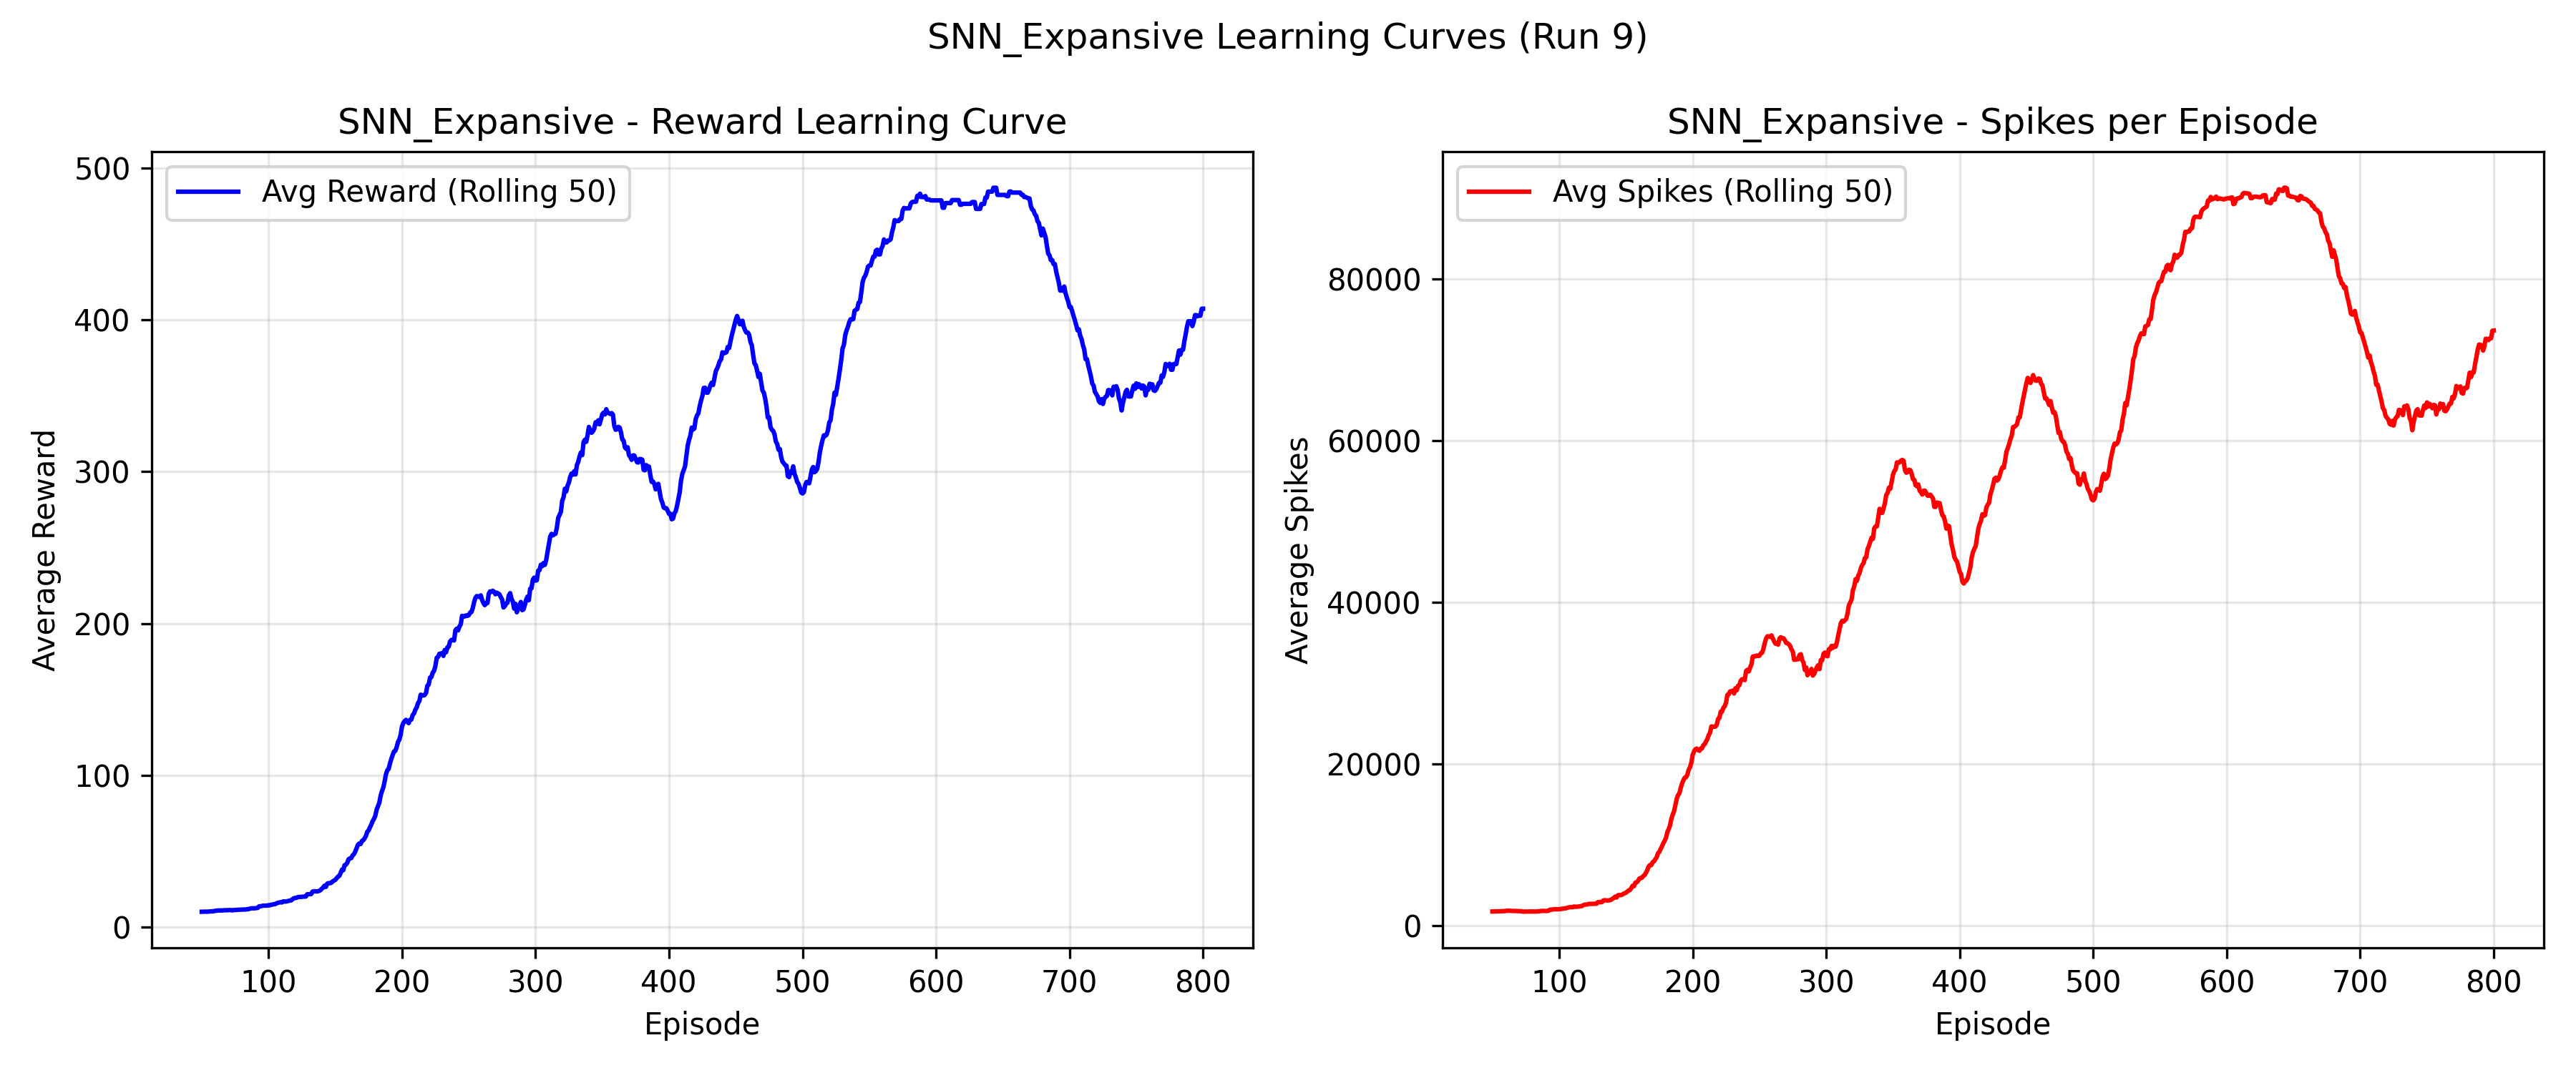 SNN_Expansive Learning Curves (Run 9)
SNN_Expansive - Reward Learning Curve
Avg Reward (Rolling 50)
Average Reward
500
400
300
200
100
0
100 200 300 400 500 600 700 800
Episode
SNN_Expansive - Spikes per Episode
Avg Spikes (Rolling 50)
Average Spikes
80000
60000
40000
20000
0
100 200 300 400 500 600 700 800
Episode